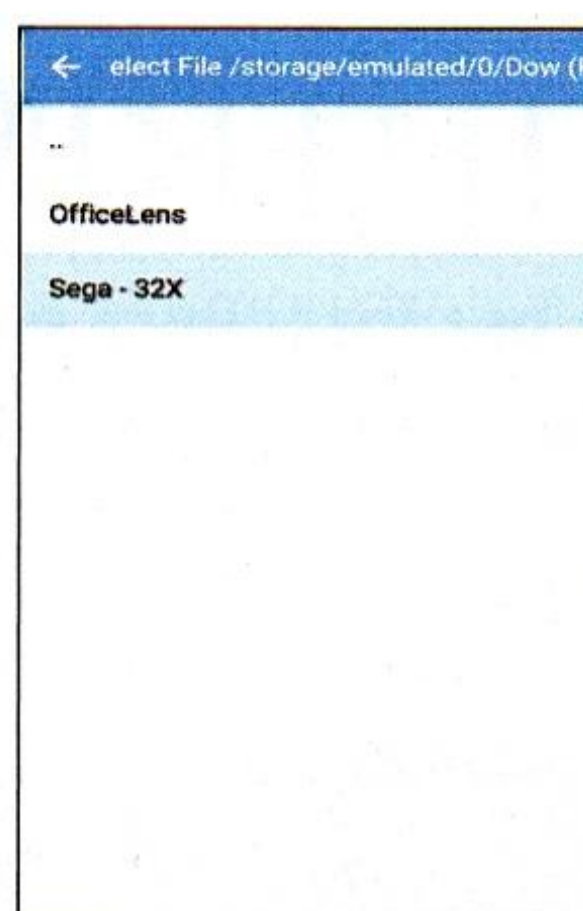 ← elect File /storage/emulated/0/Dow (
..
OfficeLens
Sega - 32X